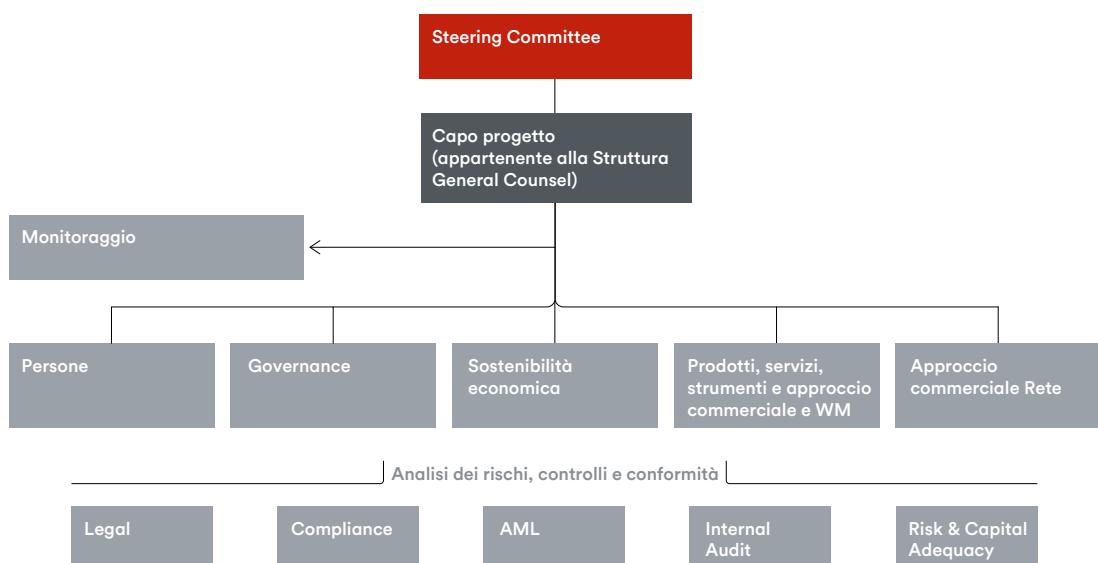 Steering Committee
Capo progetto
(appartenente alla Struttura
General Counsel)
Monitoraggio
Persone
Governance
Sostenibilità
economica
Prodotti, servizi,
strumenti e approccio
commerciale e WM
Approccio
commerciale Rete
Analisi dei rischi, controlli e conformità
Legal
Compliance
AML
Internal
Audit
Risk & Capital
Adequacy